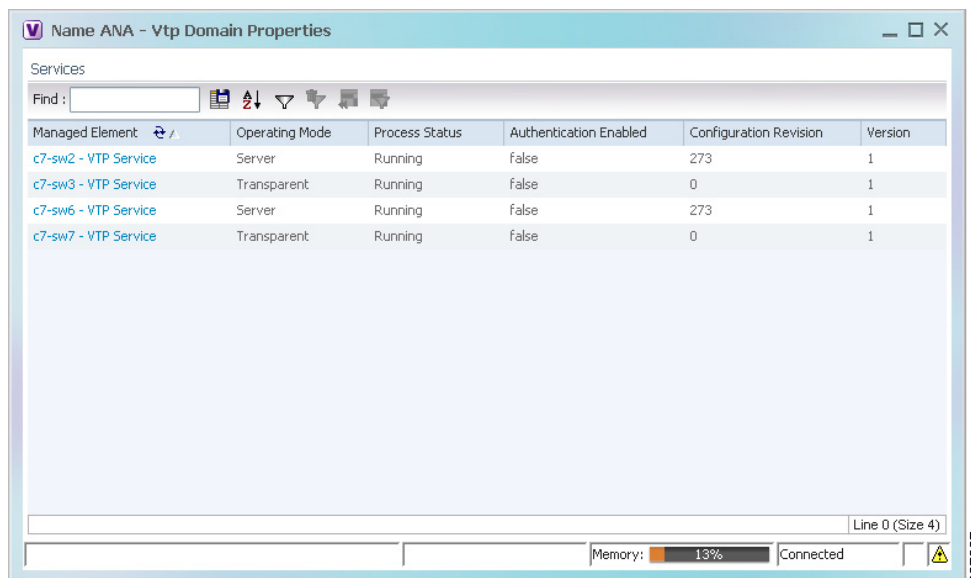 V Name ANA - Vtp Domain Properties
Services
Find :
Managed Element Operating Mode Process Status Authentication Enabled Configuration Revision Version
c7-sw2 - VTP Service Server Running false 273 1
c7-sw3 - VTP Service Transparent Running false 0 1
c7-sw6 - VTP Service Server Running false 273 1
c7-sw7 - VTP Service Transparent Running false 0 1
Line 0 (Size 4)
Memory: 13% Connected